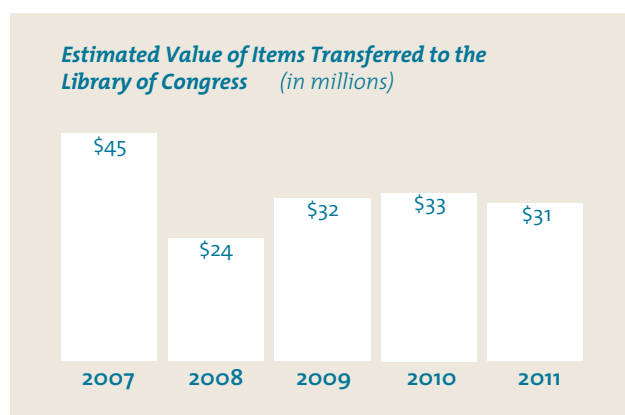 Estimated Value of Items Transferred to the
Library of Congress (in millions)
$45
$24
$32
$33
$31
2007 2008 2009 2010 2011